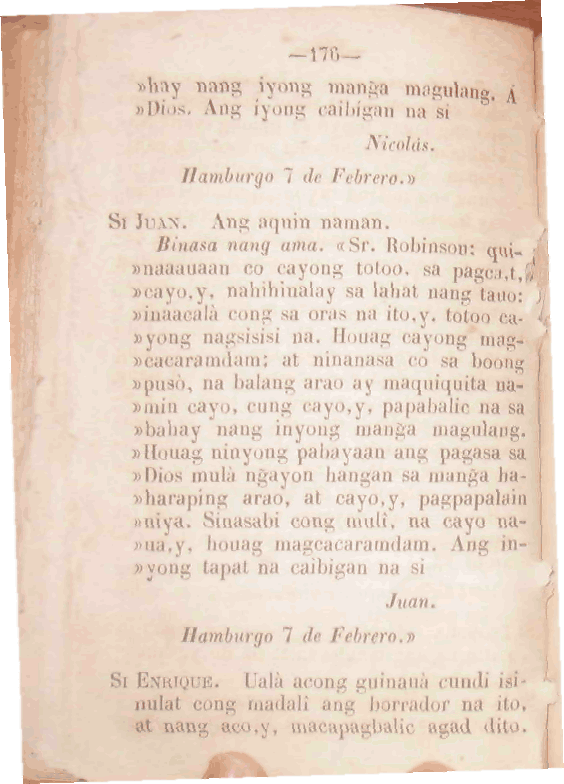 —176—
»hay nang iyong manga magulang. Á
»Dios. Ang iyong caibigan na si
Nicolás.
Hamburgo 7 de Febrero.»
SI JUAN. Ang aquin naman.
Binasa nang ama. «Sr. Robinson: qui-
»naaauaan co cayong totoo, sa pagca,t,
»cayo,y, nahihiualay sa lahat nang tauo:
»inaacalà cong sa oras na ito,y, totoo ca-
»yong nagsisisi na. Houag cayong mag-
»cacaramdam; at ninanasa co sa boong
»pusò, na balang arao ay maquiquita na-
»min cayo, cung cayo,y, papabalic na sa
»bahay nang inyong mang̃a magulang.
»Houag ninyong pabayaan ang pagasa sa
»Dios mulà ng̃ayon hangan sa mang̃a ha-
»haraping arao, at cayo,y, pagpapalain
»niya. Sinasabi cong mulî, na cayo na-
»ua,y, houag magcacaramdam. Ang in-
»yong tapat na caibigan na si
Juan.
Hamburgo 7 de Febrero.»
SI ENRIQUE. Ualà acong guinauà cundi isi-
nulat cong madali ang borrador na ito,
at nang aco,y, macapagbalic agad dito.